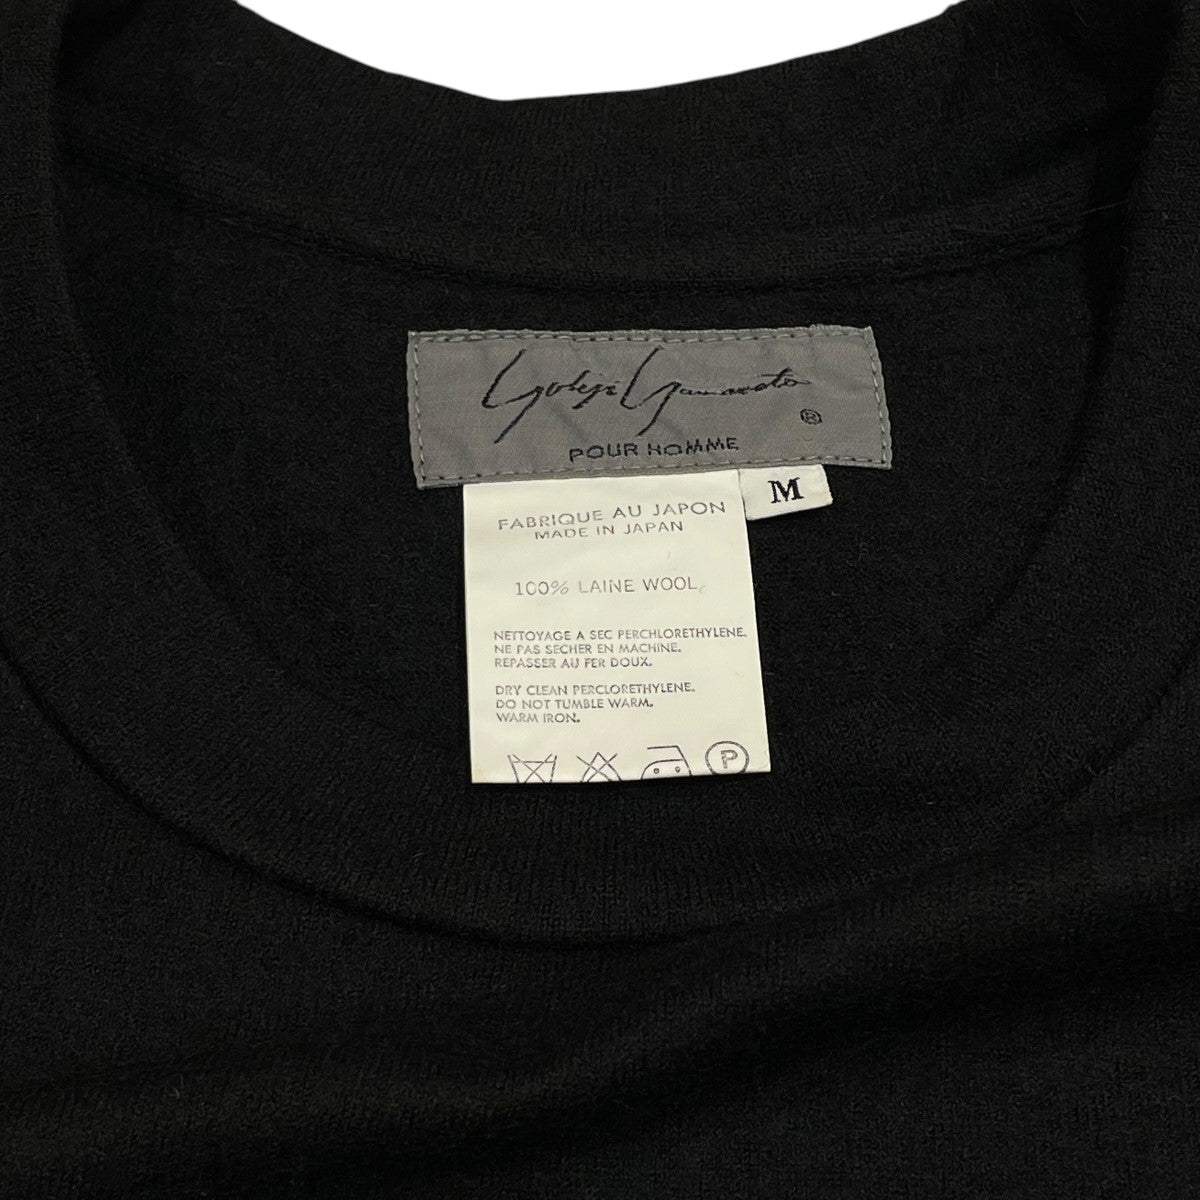 Yohji Yamamoto
®
POUR HOMME
M
FABRIQUE AU JAPON
MADE IN JAPAN
100% LAINE WOOL
NETTOYAGE A SEC PERCHLORETHYLENE.
NE PAS SECHER EN MACHINE.
REPASSER AU FER DOUX.
DRY CLEAN PERCLORETHYLENE.
DO NOT TUMBLE WARM.
WARM IRON.
P